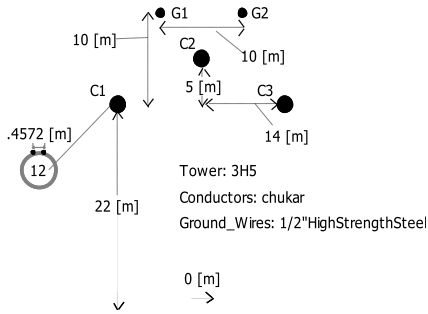 G1
G2
10 [m]
C2
10 [m]
C1
5 [m]
C3
.4572 [m]
14 [m]
12
Tower: 3H5
Conductors: chukar
22 [m]
Ground_Wires: 1/2"HighStrengthSteel
0 [m]